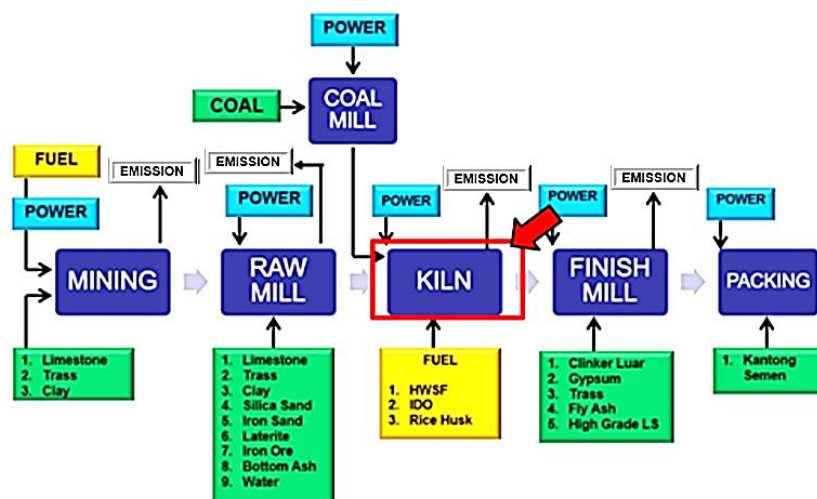 POWER
COAL
COAL
MILL
FUEL
EMISSION
EMISSION
EMISSION
EMISSION
POWER
POWER
POWER
POWER
POWER
MINING
RAW
MILL
KILN
FINISH
MILL
PACKING
1. Limestone
2. Trass
3. Clay
1. Limestone
2. Trass
3. Clay
4. Silica Sand
5. Iron Sand
6. Laterite
7. Iron Ore
8. Bottom Ash
9. Water
FUEL
1. HWSF
2. IDO
3. Rice Husk
1. Clinker Luar
2. Gypsum
3. Trass
4. Fly Ash
5. High Grade LS
1. Kantong
Semen